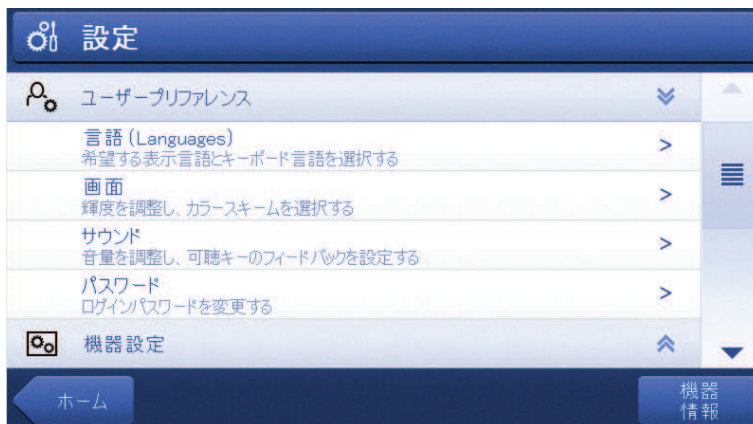 設定
ユーザープリファレンス
言語 (Languages)
希望する表示言語とキーボード言語を選択する
画面
輝度を調整し、カラースキームを選択する
サウンド
音量を調整し、可聴キーのフィードバックを設定する
パスワード
ログインパスワードを変更する
機器設定
ホーム
機器
情報